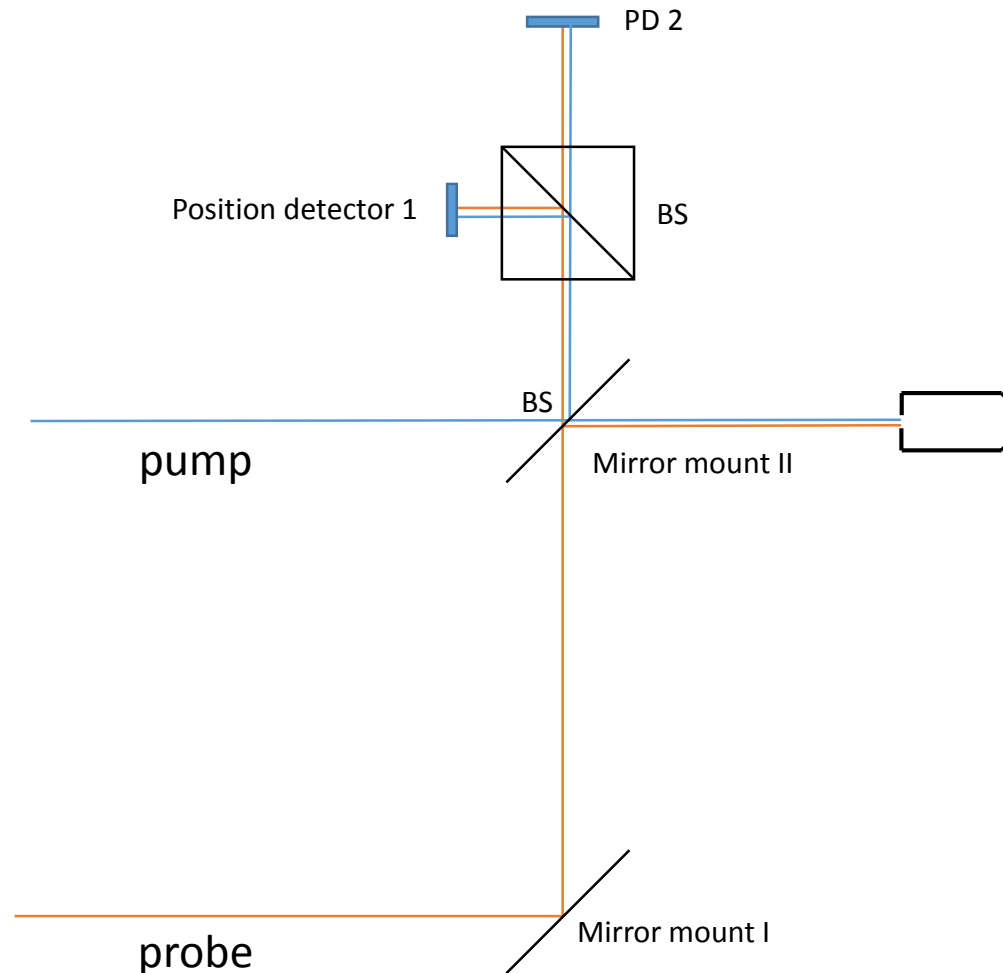 PD 2
Position detector 1
BS
BS
pump
Mirror mount II
Mirror mount I
probe